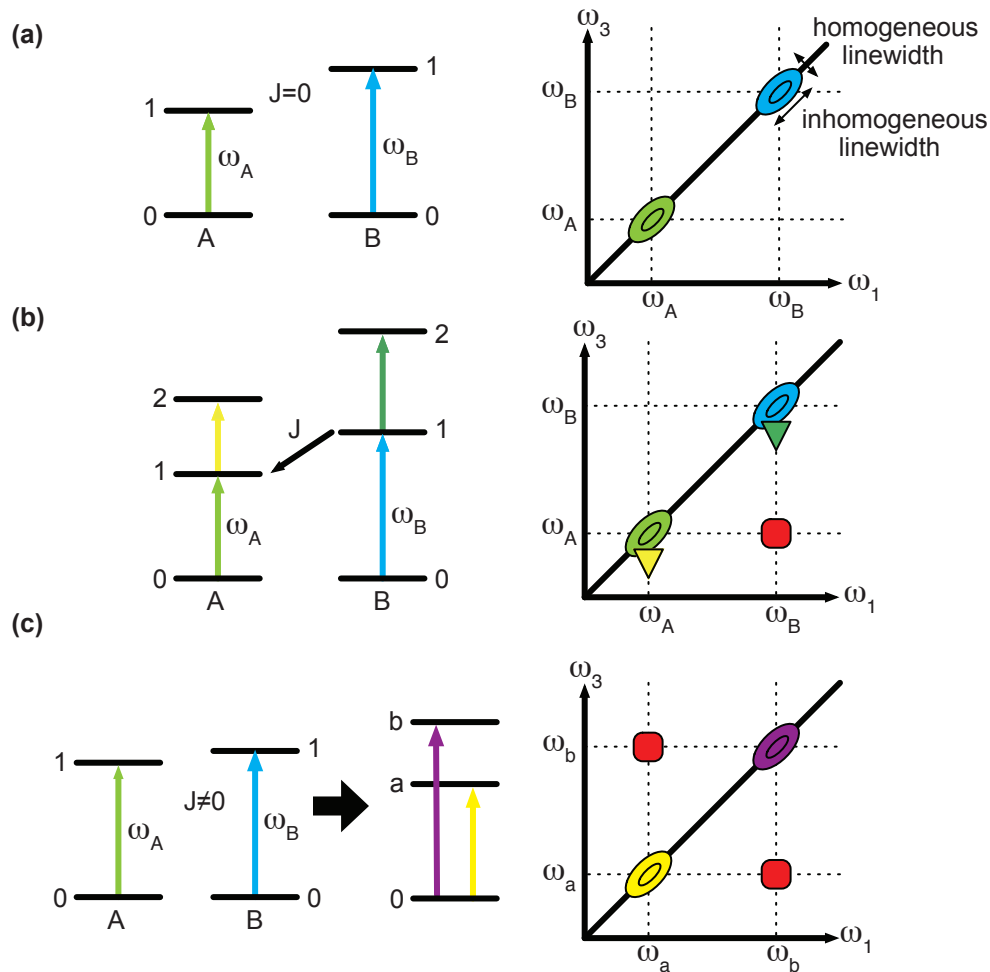 (a)
1
0
ω_A
A
J=0
1
0
ω_B
B
ω_3
ω_B
ω_A
ω_A
ω_B
ω_1
homogeneous
linewidth
inhomogeneous
linewidth
(b)
2
1
0
ω_A
A
J
2
1
0
ω_B
B
ω_3
ω_B
ω_A
ω_A
ω_B
ω_1
(c)
1
0
ω_A
A
J≠0
1
0
ω_B
B
b
a
0
ω_3
ω_b
ω_a
ω_a
ω_b
ω_1